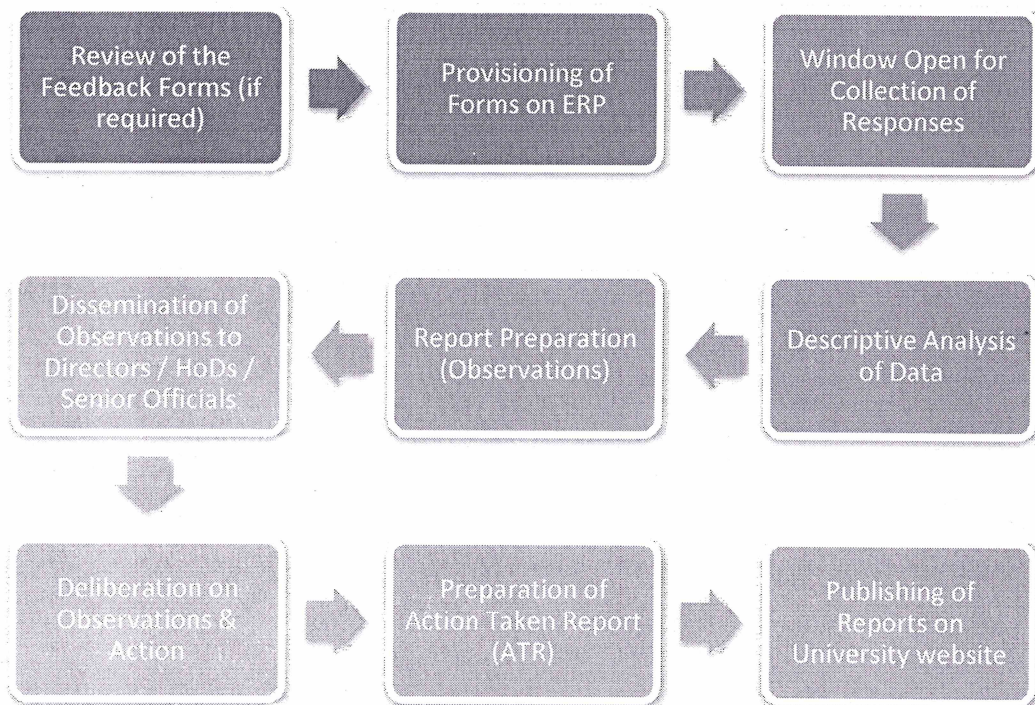 Review of the
Feedback Forms (if
required)
Provisioning of
Forms on ERP
Window Open for
Collection of
Responses
Descriptive Analysis
of Data
Report Preparation
(Observations)
Dissemination of
Observations to
Directors / HoDs /
Senior Officials
Deliberation on
Observations &
Action
Preparation of
Action Taken Report
(ATR)
Publishing of
Reports on
University website